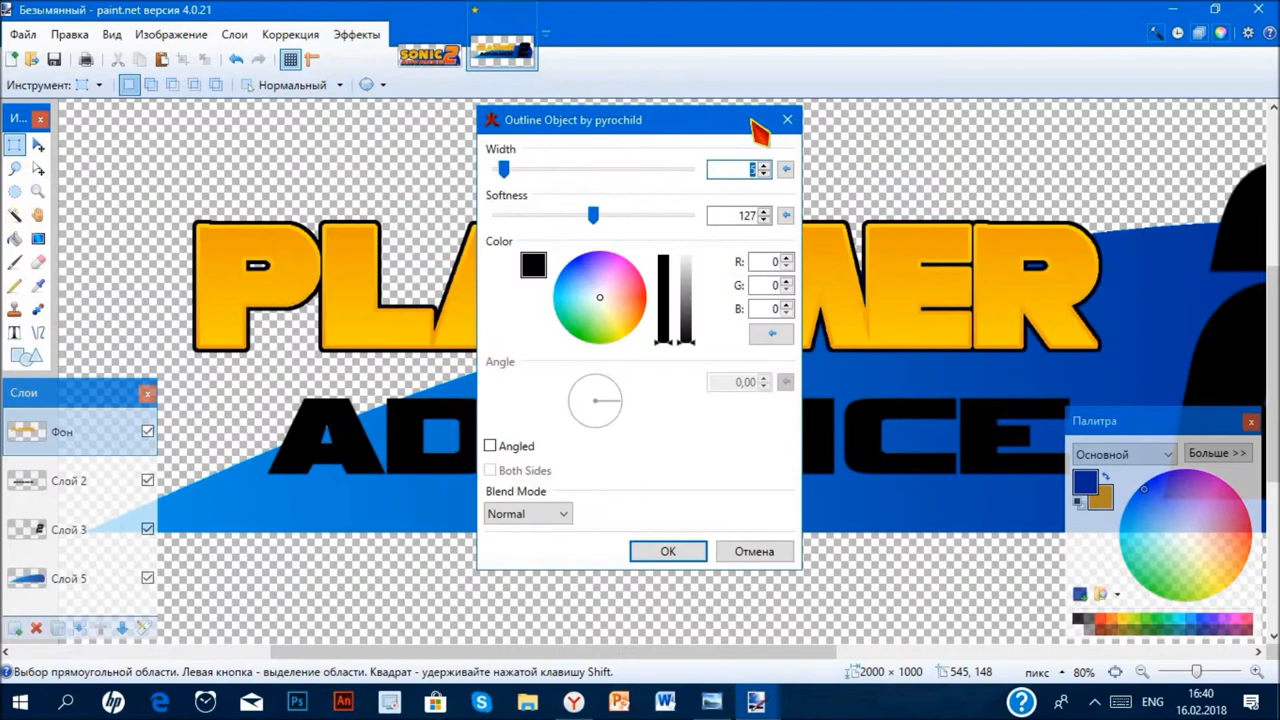 Безымянный - paint.net версия 4.0.21
Файл Правка Вид Изображение Слои Коррекция Эффекты
SONIC 2
Инструмент: Нормальный
И...
Outline Object by pyrochild
Width
5
Softness
127
Color
R: 0
G: 0
B: 0
Angle
0,00
Angled
Both Sides
Blend Mode
Normal
OK Отмена
Слои
Фон
Слой 2
Слой 3
Слой 5
Палитра
Основной Больше >>
Выбор прямоугольной области. Левая кнопка - выделение области. Квадрат - удерживайте нажатой клавишу Shift.
2000 × 1000 545, 148 пикс 80%
ENG 16:40
16.02.2018